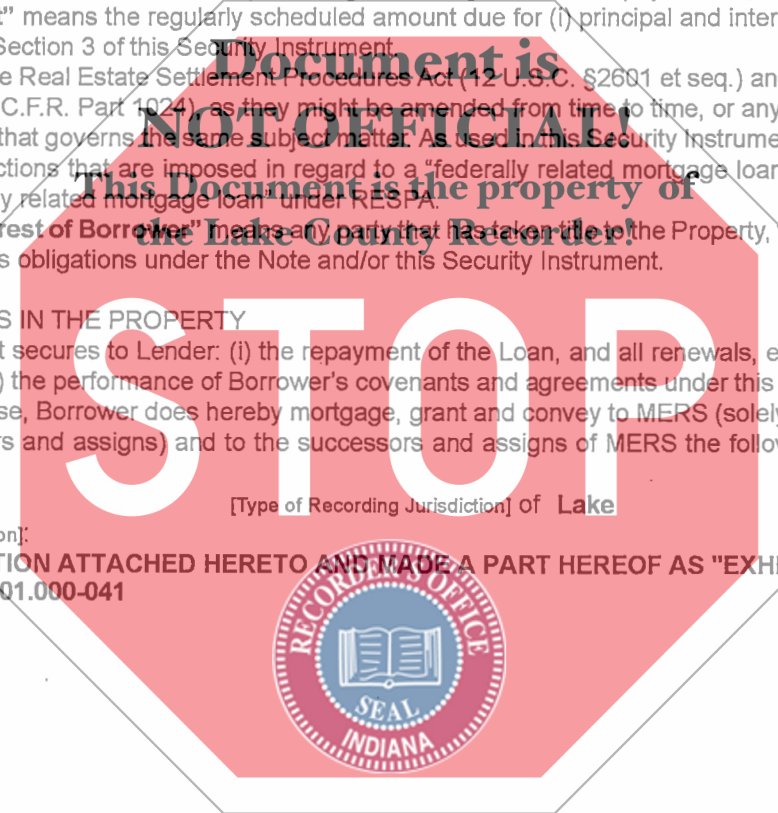 t” means the regularly scheduled amount due for (i) principal and inter
Section 3 of this Security Instrument.
Document is
e Real Estate Settlement Procedures Act (12 U.S.C. §2601 et seq.) an
C.F.R. Part 1024), as they might be amended from time to time, or any
NOT OFFICIAL!
that governs the same subject matter. As used in this Security Instrume
ctions that are imposed in regard to a “federally related mortgage loan
This Document is the property of
y related mortgage loan” under RESPA.
rest of Borrower” means any party that has taken title to the Property,
the Lake County Recorder!
s obligations under the Note and/or this Security Instrument.
S IN THE PROPERTY
t secures to Lender: (i) the repayment of the Loan, and all renewals, e
) the performance of Borrower’s covenants and agreements under this
se, Borrower does hereby mortgage, grant and convey to MERS (solely
rs and assigns) and to the successors and assigns of MERS the follov
STOP
[Type of Recording Jurisdiction] of Lake
on]:
TION ATTACHED HERETO AND MADE A PART HEREOF AS "EXHI
01.000-041
RECORDER'S OFFICE
SEAL
INDIANA